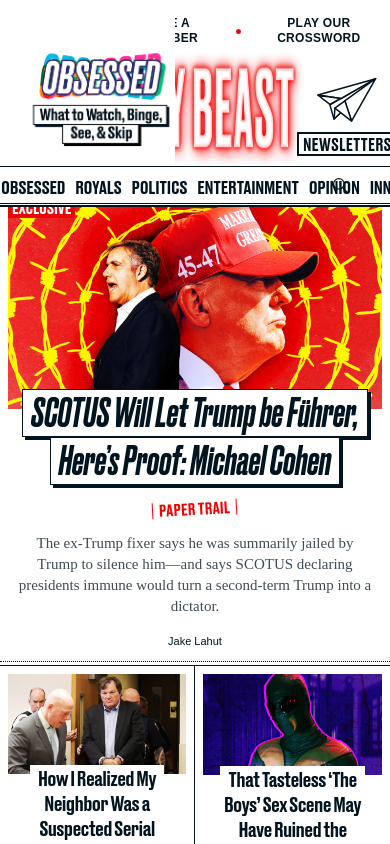 E A
BER
PLAY OUR
CROSSWORD
OBSESSED
What to Watch, Binge,
See, & Skip
Y BEAST
NEWSLETTERS
OBSESSED ROYALS POLITICS ENTERTAINMENT OPINION INN
EXCLUSIVE
MAKE
45-47
SCOTUS Will Let Trump be Führer,
Here's Proof: Michael Cohen
PAPER TRAIL
The ex-Trump fixer says he was summarily jailed by
Trump to silence him—and says SCOTUS declaring
presidents immune would turn a second-term Trump into a
dictator.
Jake Lahut
How I Realized My
Neighbor Was a
Suspected Serial
That Tasteless ‘The
Boys’ Sex Scene May
Have Ruined the